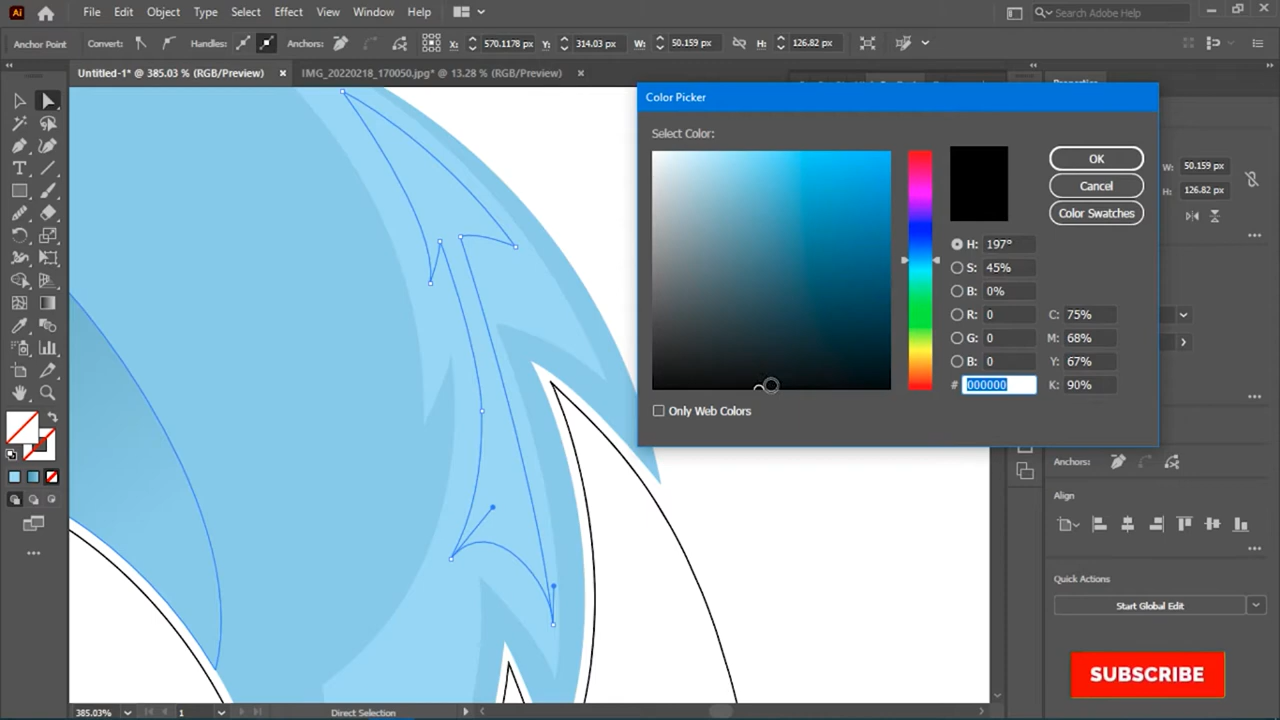 Ai File Edit Object Type Select Effect View Window Help Search Adobe Help
Anchor Point Convert: Handles: Anchors: X: 570.1178 px Y: 314.03 px W: 50.159 px H: 126.82 px
Untitled-1* @ 385.03 % (RGB/Preview) × IMG_20220218_170050.jpg* @ 13.28 % (RGB/Preview) ×
Color Picker
Select Color:
OK
Cancel
Color Swatches
H: 197°
S: 45%
B: 0%
R: 0
G: 0
B: 0
# 000000
C: 75%
M: 68%
Y: 67%
K: 90%
Only Web Colors
W: 50.159 px
H: 126.82 px
Anchors:
Align
Quick Actions
Start Global Edit
SUBSCRIBE
385.03% 1 Direct Selection